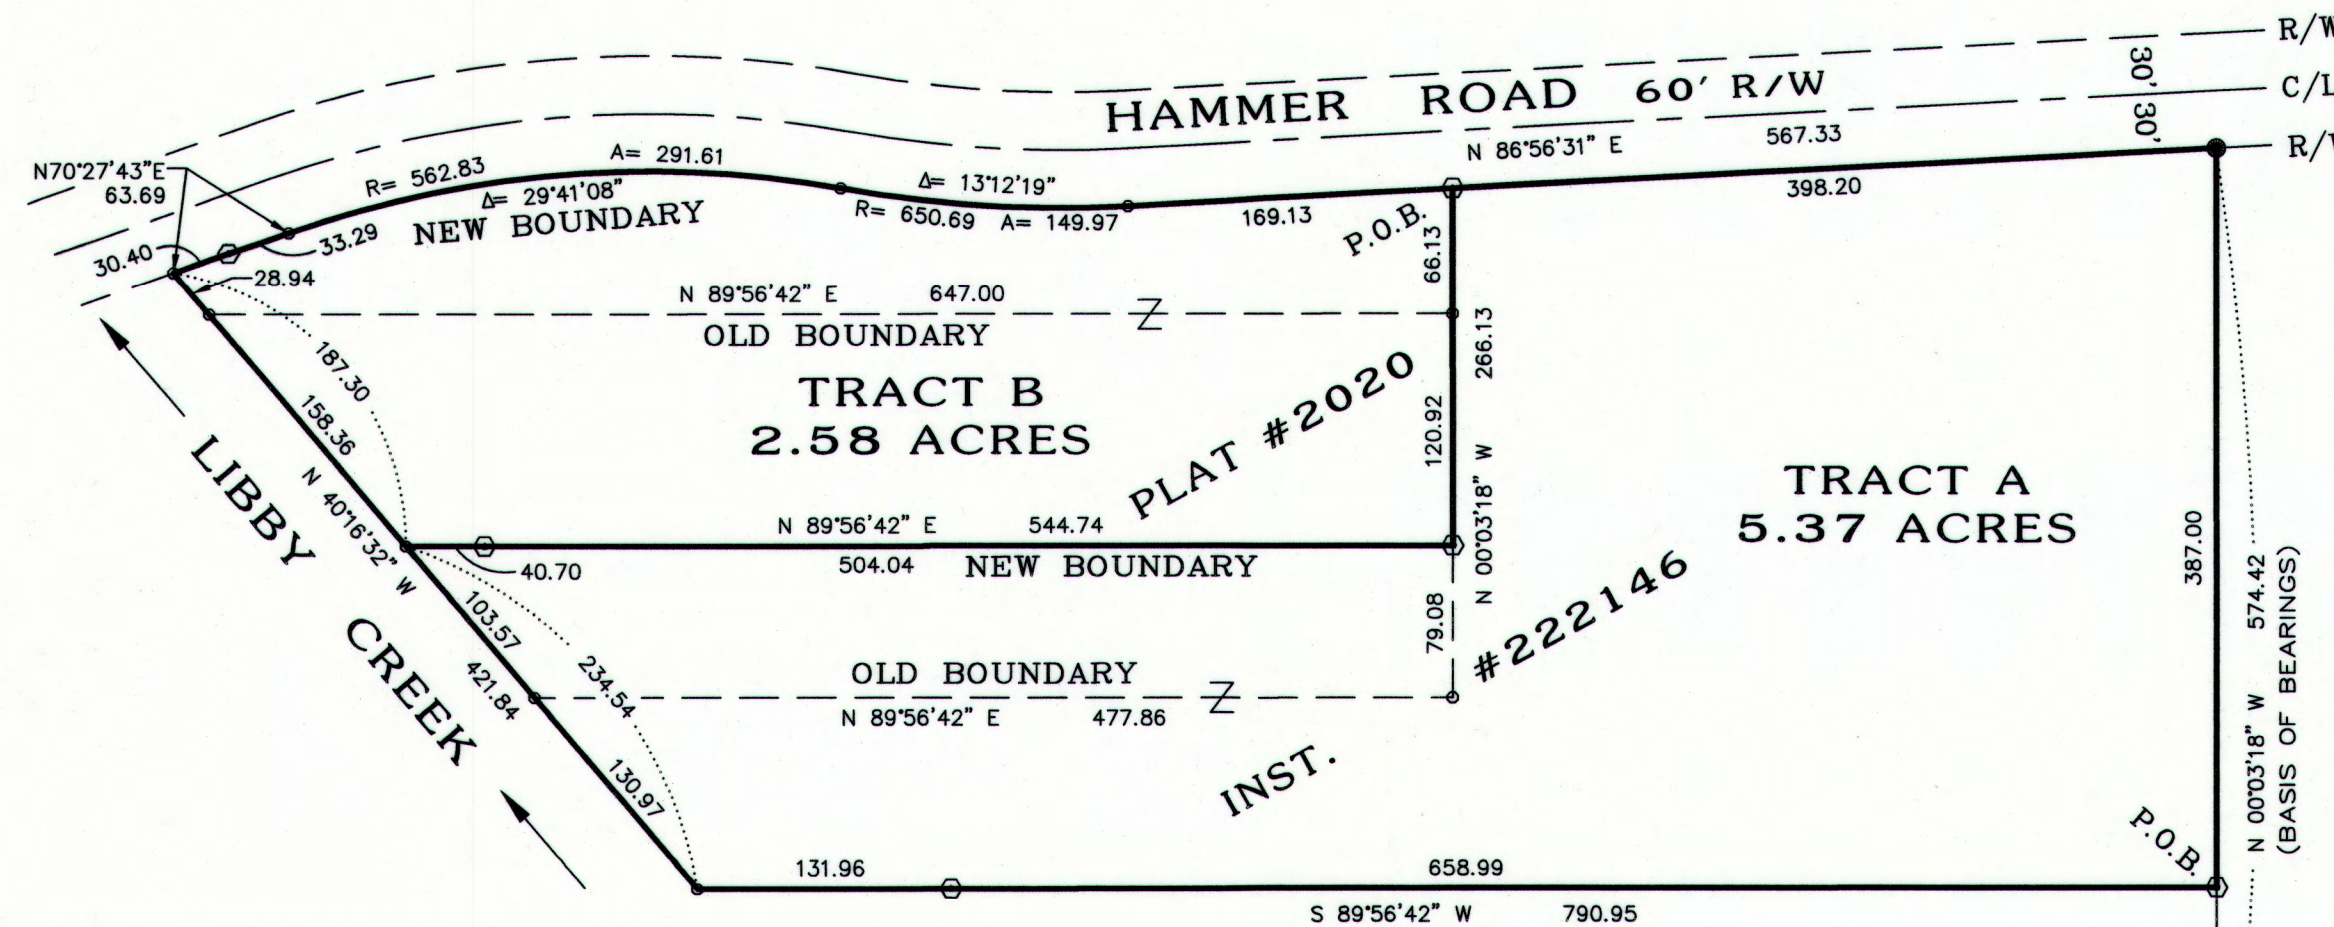 R/W
30' 30'
C/L
HAMMER ROAD 60' R/W
N 86°56'31" E 567.33
R/W
N70°27'43"E
63.69
R= 562.83
A= 291.61
Δ= 29°41'08"
NEW BOUNDARY
Δ= 13°12'19"
R= 650.69 A= 149.97
169.13
398.20
P.O.B.
66.13
30.40
33.29
28.94
N 89°56'42" E 647.00
OLD BOUNDARY
187.30
158.36
TRACT B
2.58 ACRES
PLAT #2020
120.92
266.13
N 00°03'18" W
TRACT A
5.37 ACRES
387.00
N 00°03'18" W 574.42
(BASIS OF BEARINGS)
LIBBY CREEK
N 40°16'32" W
421.84
N 89°56'42" E 544.74
40.70
504.04
NEW BOUNDARY
103.57
234.54
79.08
#222146
OLD BOUNDARY
N 89°56'42" E 477.86
INST.
130.97
P.O.B.
131.96
658.99
S 89°56'42" W 790.95